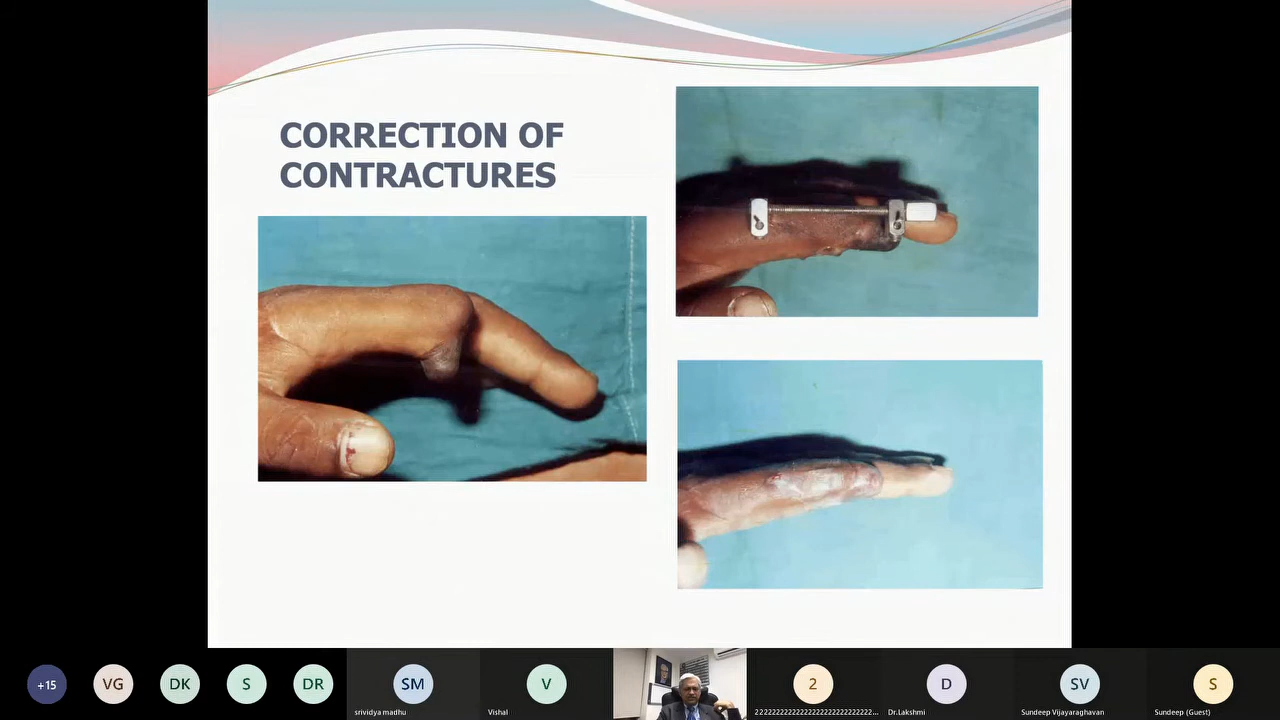 CORRECTION OF
CONTRACTURES
+15
VG
DK
S
DR
SM
srividya madhu
V
Vishal
2
222222222222222222222222222...
D
Dr.Lakshmi
SV
Sundeep Vijayaraghavan
S
Sundeep (Guest)